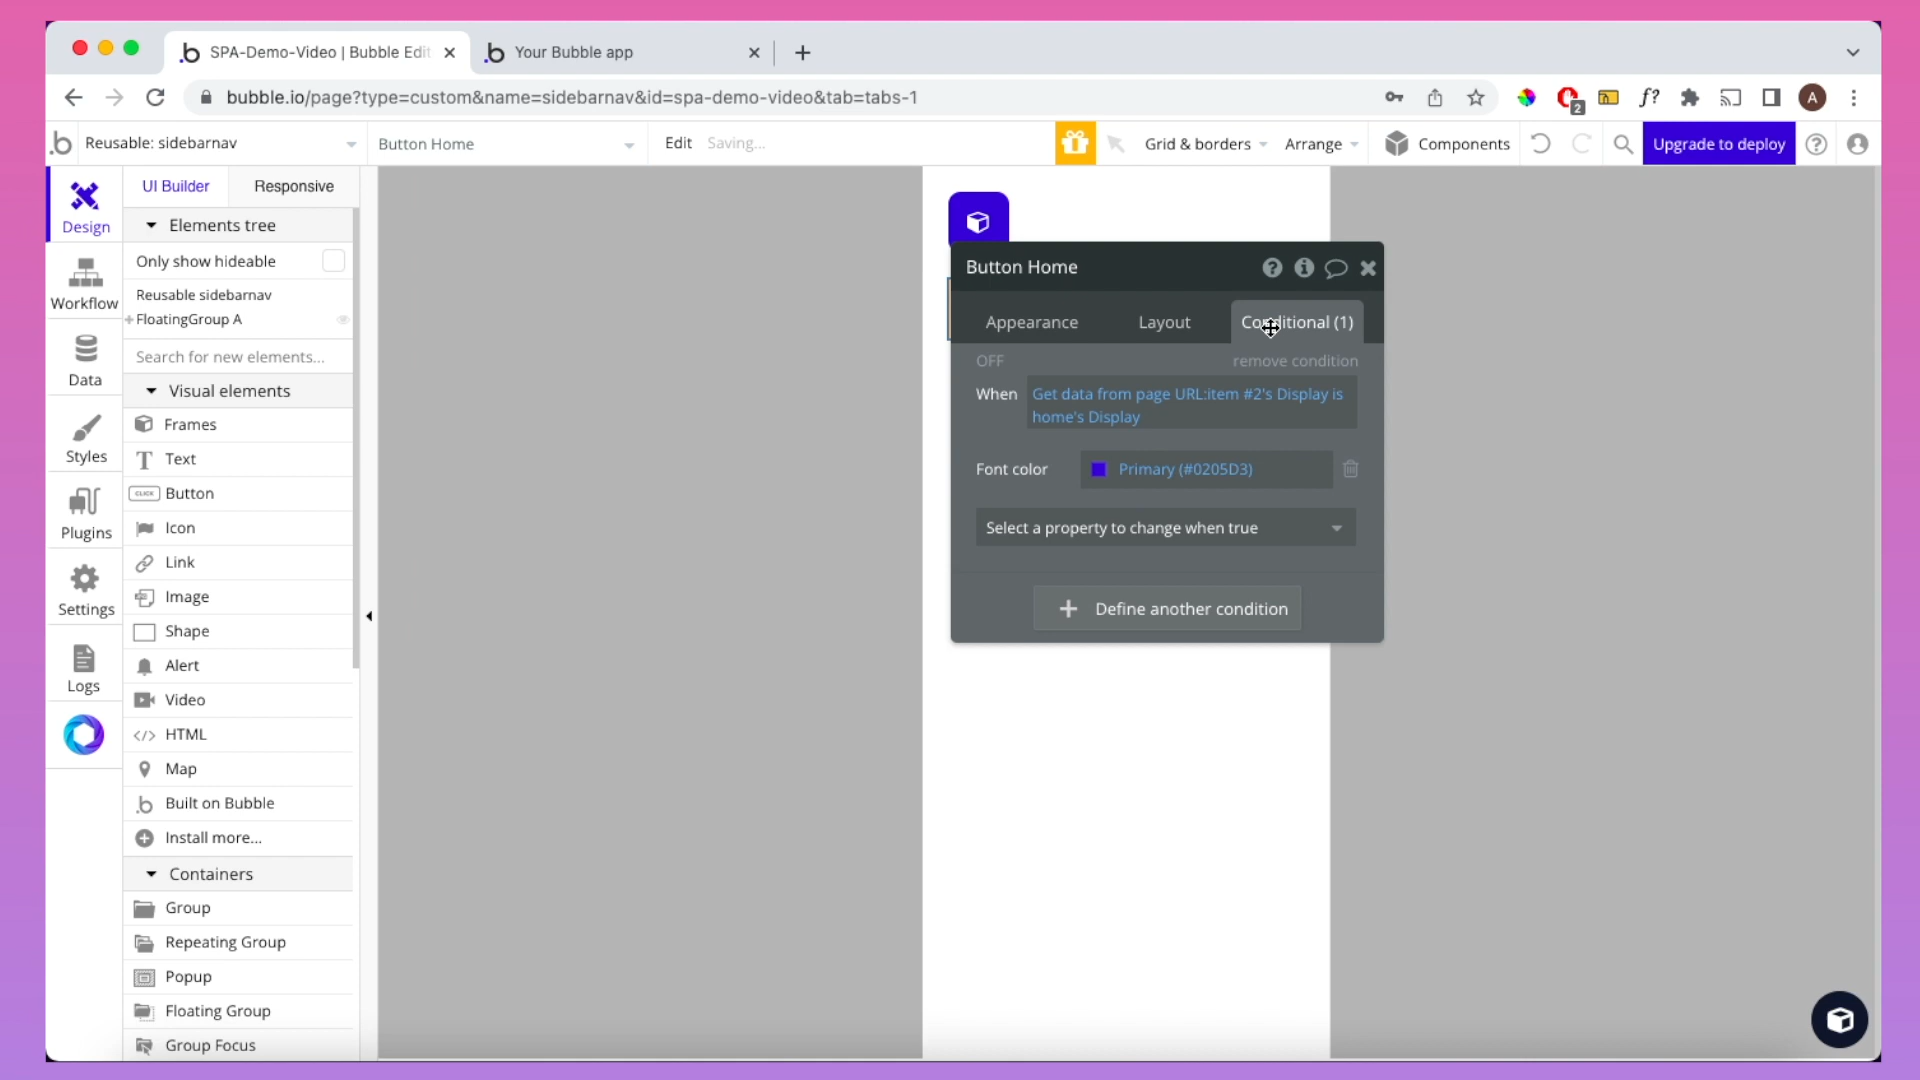 SPA-Demo-Video | Bubble Edit
Your Bubble app
bubble.io/page?type=custom&name=sidebarnav&id=spa-demo-video&tab=tabs-1
f?
2
A
Reusable: sidebarnav
Button Home
Edit
Saving...
Grid & borders
Arrange
Components
Upgrade to deploy
Design
Workflow
Data
Styles
Plugins
Settings
Logs
UI Builder
Responsive
Elements tree
Only show hideable
Reusable sidebarnav
+ FloatingGroup A
Search for new elements...
Visual elements
Frames
Text
CLICK
Button
Icon
Link
Image
Shape
Alert
Video
HTML
Map
Built on Bubble
Install more...
Containers
Group
Repeating Group
Popup
Floating Group
Group Focus
Button Home
Appearance
Layout
Conditional (1)
OFF
remove condition
When
Get data from page URL:item #2's Display is
home's Display
Font color
Primary (#0205D3)
Select a property to change when true
Define another condition